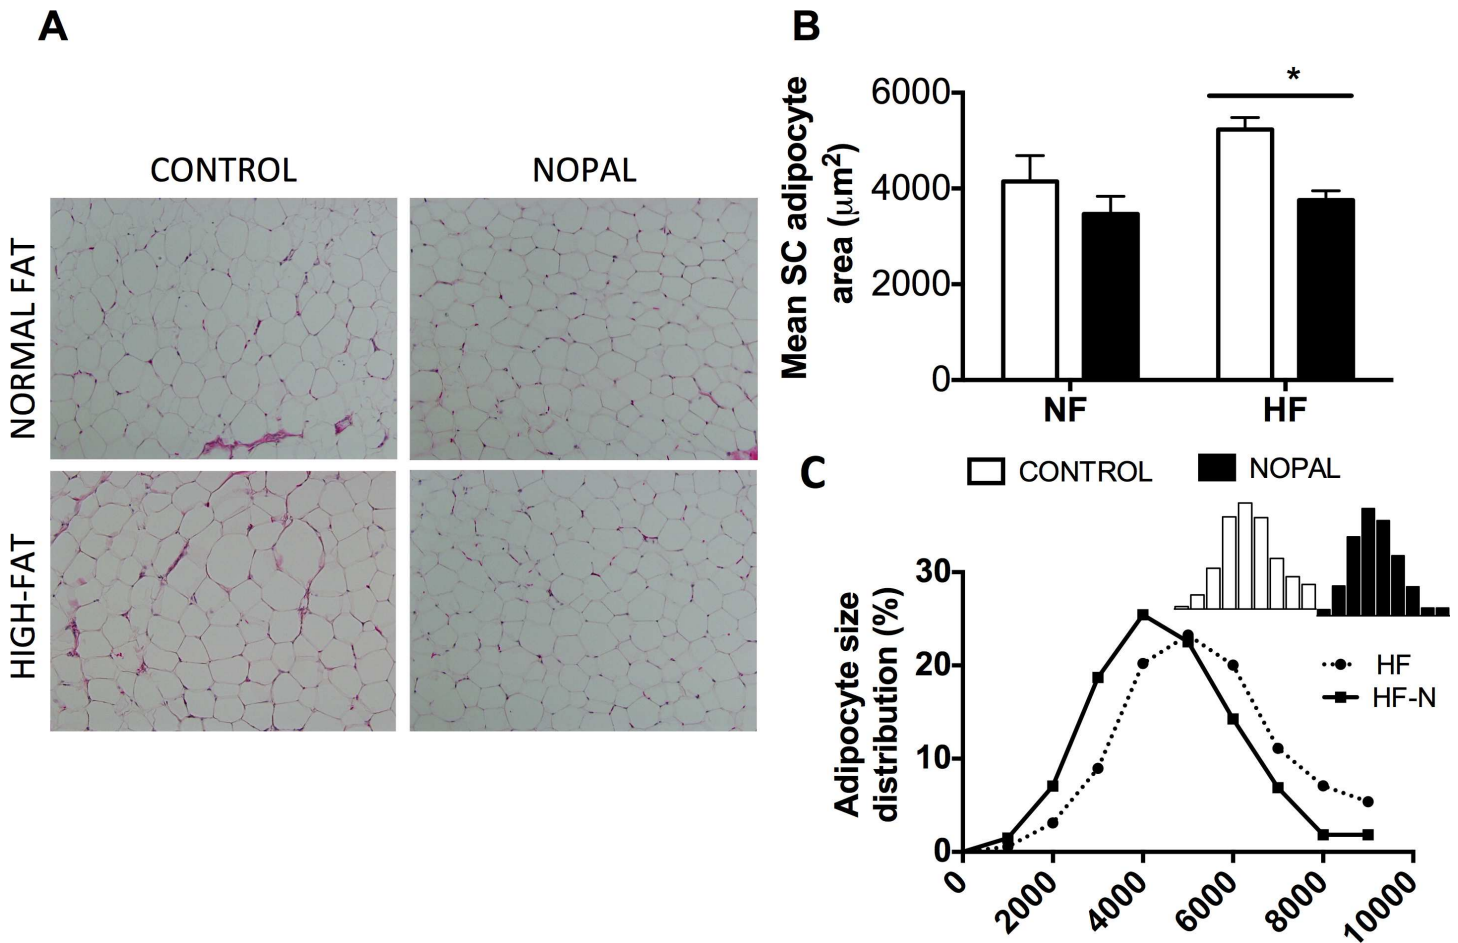 A
CONTROL
NOPAL
NORMAL FAT
HIGH-FAT
B
Mean SC adipocyte
area (μm2)
6000
4000
2000
0
*
NF
HF
CONTROL
NOPAL
C
Adipocyte size
distribution (%)
30
20
10
0
HF
HF-N
0
2000
4000
6000
8000
10000